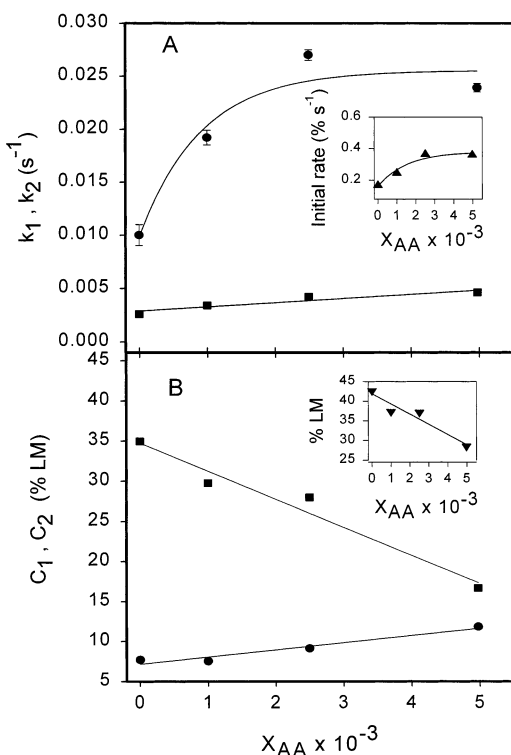 A
k₁, k₂ (s⁻¹)
0.030
0.025
0.020
0.015
0.010
0.005
0.000
Initial rate (% s⁻¹)
0.6
0.4
0.2
0 1 2 3 4 5
X_AA x 10⁻³
B
C₁, C₂ (% LM)
45
40
35
30
25
20
15
10
5
% LM
45
40
35
30
25
0 1 2 3 4 5
X_AA x 10⁻³
0 1 2 3 4 5
X_AA x 10⁻³